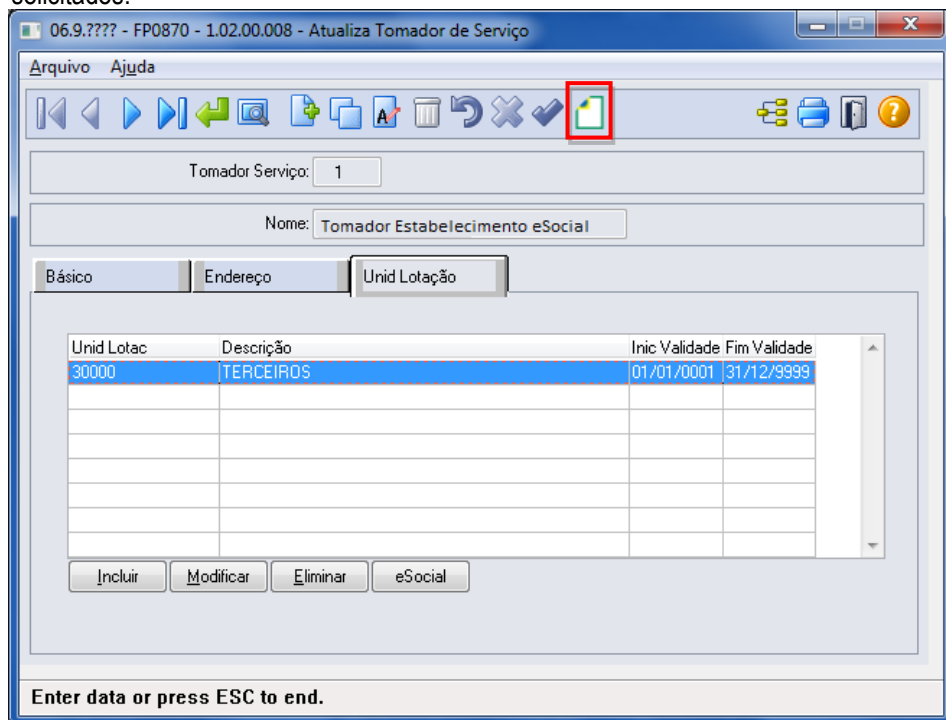 solicitados.
06.9.???? - FP0870 - 1.02.00.008 - Atualiza Tomador de Serviço
Arquivo Ajuda
Tomador Serviço: 1
Nome: Tomador Estabelecimento eSocial
Básico Endereço Unid Lotação
Unid Lotac Descrição Inic Validade Fim Validade
30000 TERCEIROS 01/01/0001 31/12/9999
Incluir Modificar Eliminar eSocial
Enter data or press ESC to end.